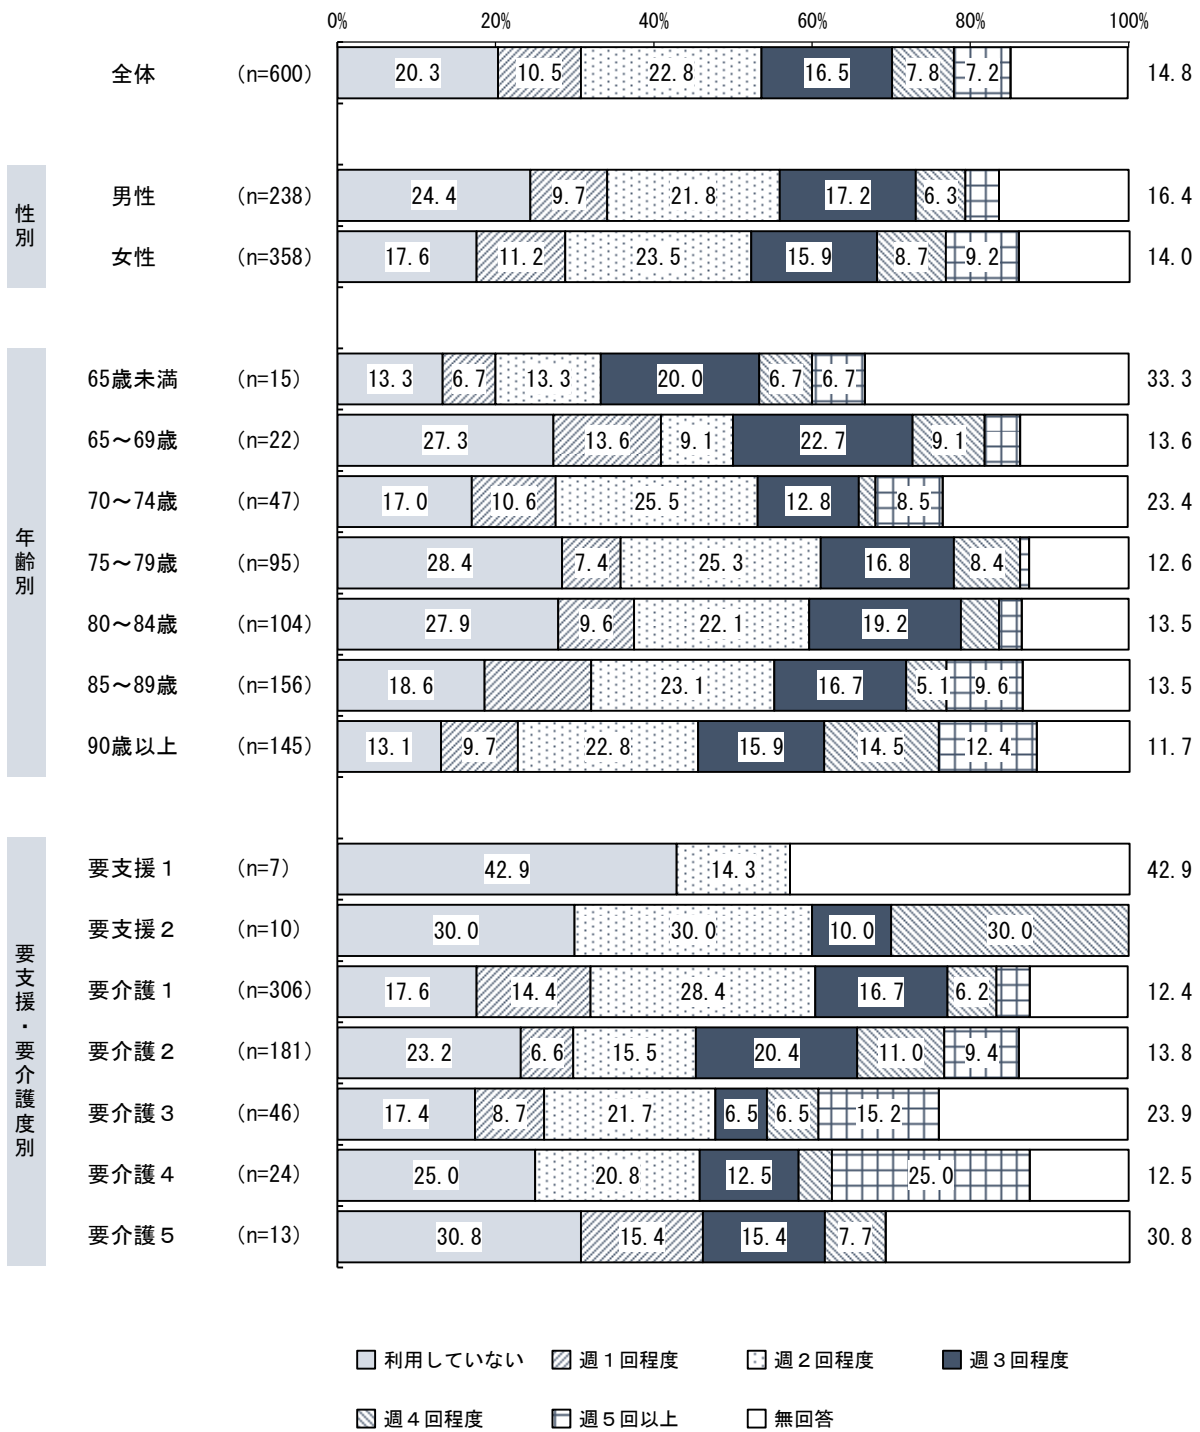 0% 20% 40% 60% 80% 100%
全体 (n=600) 20.3 10.5 22.8 16.5 7.8 7.2 14.8
性別
男性 (n=238) 24.4 9.7 21.8 17.2 6.3 16.4
女性 (n=358) 17.6 11.2 23.5 15.9 8.7 9.2 14.0
年齢別
65歳未満 (n=15) 13.3 6.7 13.3 20.0 6.7 6.7 33.3
65～69歳 (n=22) 27.3 13.6 9.1 22.7 9.1 13.6
70～74歳 (n=47) 17.0 10.6 25.5 12.8 8.5 23.4
75～79歳 (n=95) 28.4 7.4 25.3 16.8 8.4 12.6
80～84歳 (n=104) 27.9 9.6 22.1 19.2 13.5
85～89歳 (n=156) 18.6 23.1 16.7 5.1 9.6 13.5
90歳以上 (n=145) 13.1 9.7 22.8 15.9 14.5 12.4 11.7
要支援・要介護度別
要支援１ (n=7) 42.9 14.3 42.9
要支援２ (n=10) 30.0 30.0 10.0 30.0
要介護１ (n=306) 17.6 14.4 28.4 16.7 6.2 12.4
要介護２ (n=181) 23.2 6.6 15.5 20.4 11.0 9.4 13.8
要介護３ (n=46) 17.4 8.7 21.7 6.5 6.5 15.2 23.9
要介護４ (n=24) 25.0 20.8 12.5 25.0 12.5
要介護５ (n=13) 30.8 15.4 15.4 7.7 30.8
利用していない 週１回程度 週２回程度 週３回程度
週４回程度 週５回以上 無回答